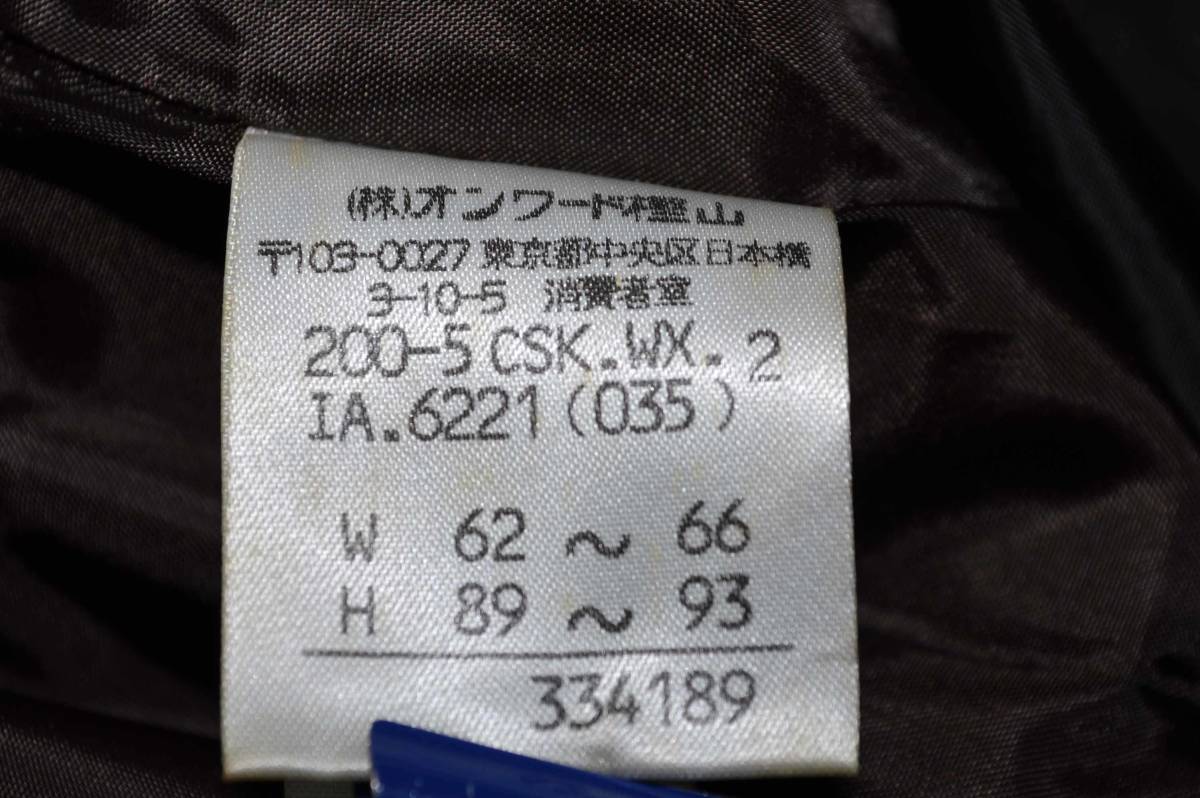 (株)オンワード樫山
〒103-0027 東京都中央区日本橋
3-10-5 消費者室
200-5 CSK.WX. 2
IA.6221 (035)
W 62 ~ 66
H 89 ~ 93
334189